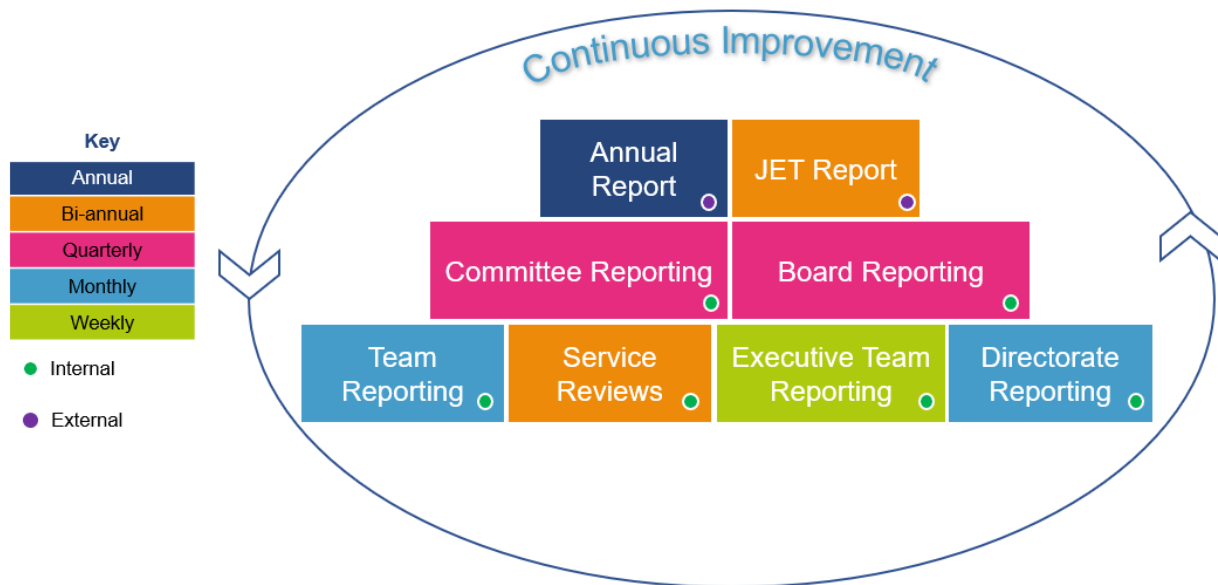 Continuous Improvement
Key
Annual
Bi-annual
Quarterly
Monthly
Weekly
Internal
External
Annual
Report
JET Report
Committee Reporting
Board Reporting
Team
Reporting
Service
Reviews
Executive Team
Reporting
Directorate
Reporting